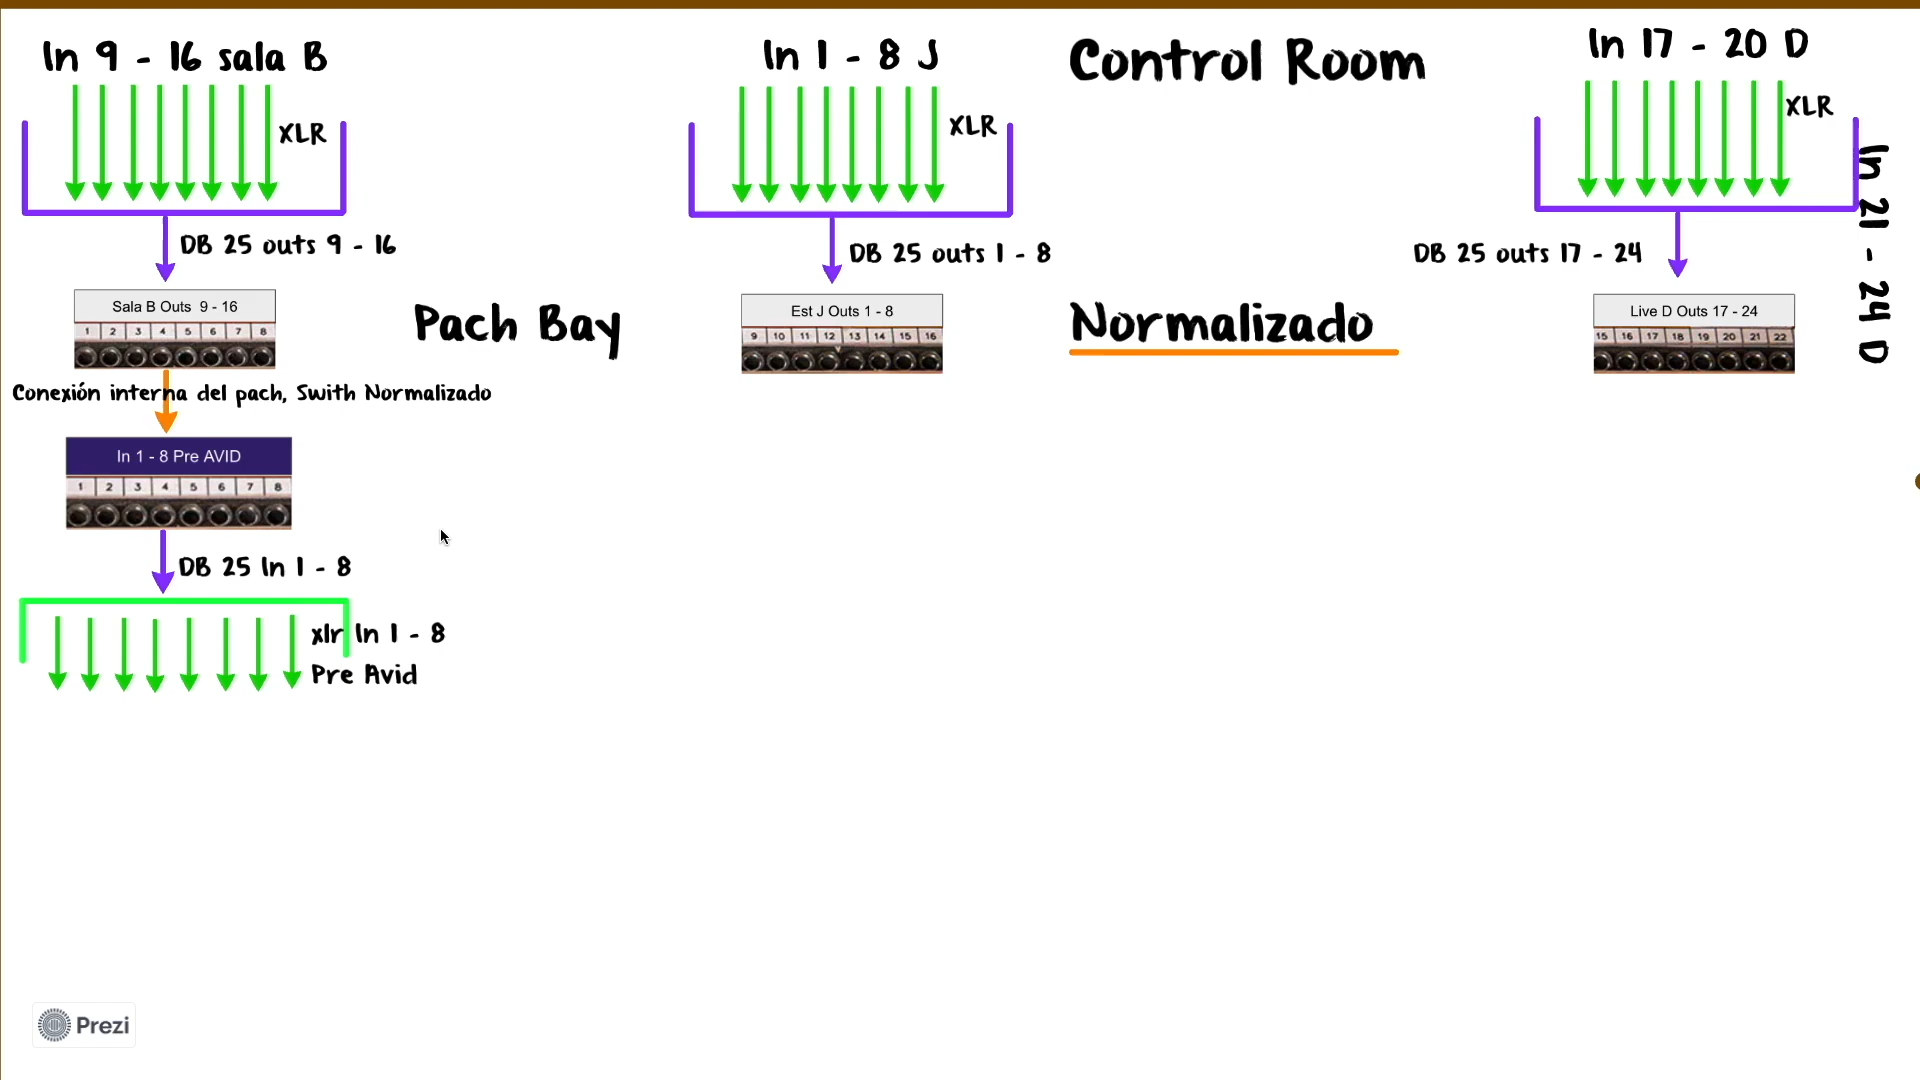 In 9 - 16 sala B
In 1 - 8 J
Control Room
In 17 - 20 D
XLR
XLR
XLR
In 21 - 24 D
DB 25 outs 9 - 16
DB 25 outs 1 - 8
DB 25 outs 17 - 24
Sala B Outs 9 - 16
1 2 3 4 5 6 7 8
Pach Bay
Est J Outs 1 - 8
9 10 11 12 13 14 15 16
Normalizado
Live D Outs 17 - 24
15 16 17 18 19 20 21 22
Conexión interna del pach, Swith Normalizado
In 1 - 8 Pre AVID
1 2 3 4 5 6 7 8
DB 25 In 1 - 8
xlr In 1 - 8
Pre Avid
Prezi